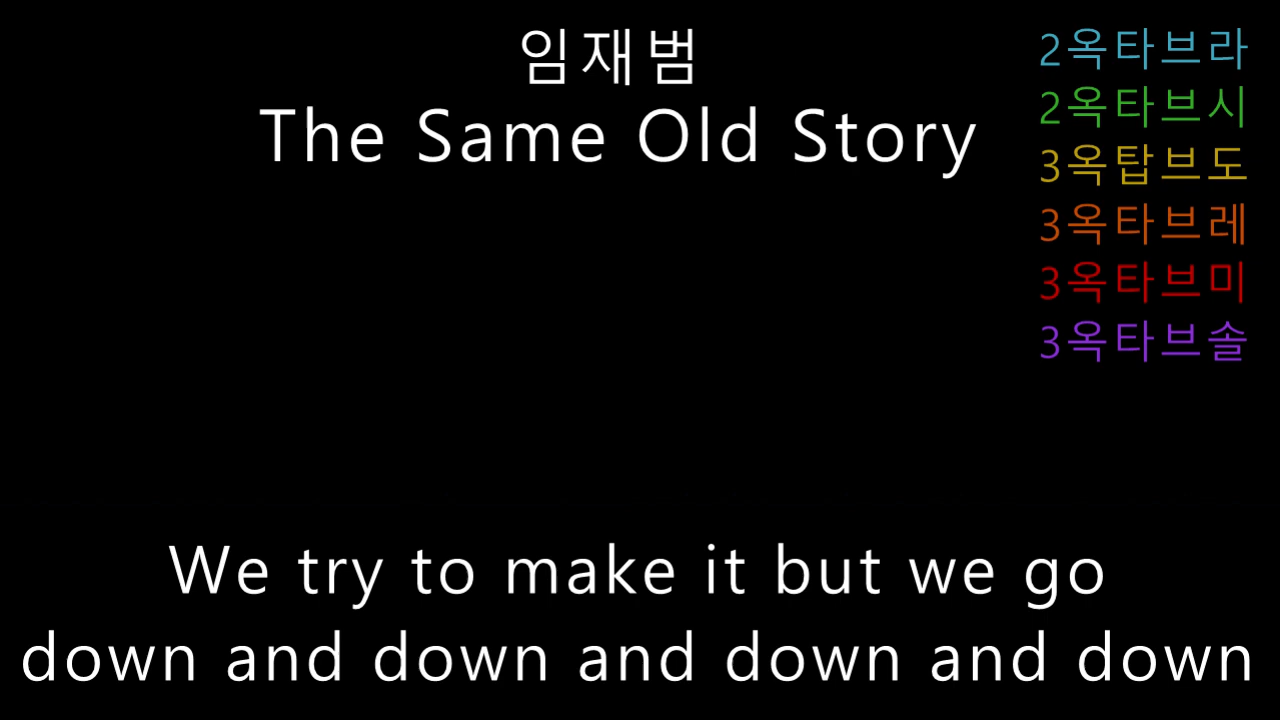 임재범
The Same Old Story
2옥타브라
2옥타브시
3옥탑브도
3옥타브레
3옥타브미
3옥타브솔
We try to make it but we go
down and down and down and down